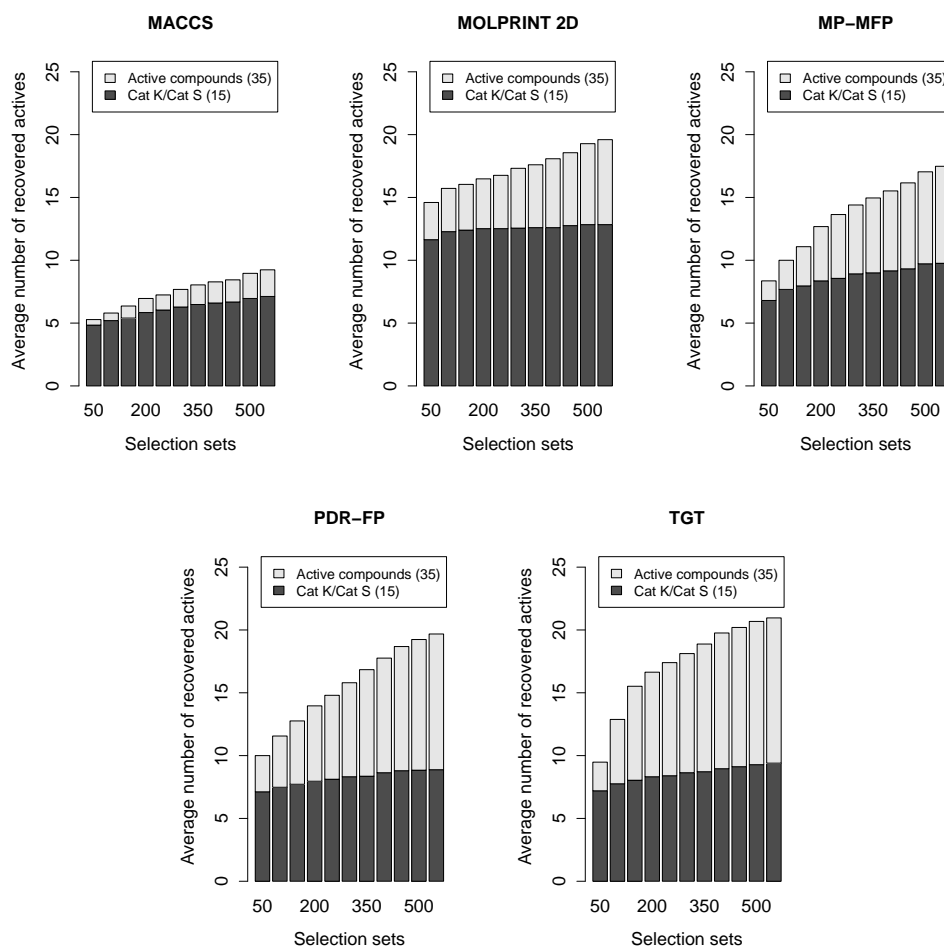 MACCS
Average number of recovered actives
25
20
15
10
5
0
Active compounds (35)
Cat K/Cat S (15)
50 200 350 500
Selection sets
MOLPRINT 2D
Average number of recovered actives
25
20
15
10
5
0
Active compounds (35)
Cat K/Cat S (15)
50 200 350 500
Selection sets
MP−MFP
Average number of recovered actives
25
20
15
10
5
0
Active compounds (35)
Cat K/Cat S (15)
50 200 350 500
Selection sets
PDR−FP
Average number of recovered actives
25
20
15
10
5
0
Active compounds (35)
Cat K/Cat S (15)
50 200 350 500
Selection sets
TGT
Average number of recovered actives
25
20
15
10
5
0
Active compounds (35)
Cat K/Cat S (15)
50 200 350 500
Selection sets